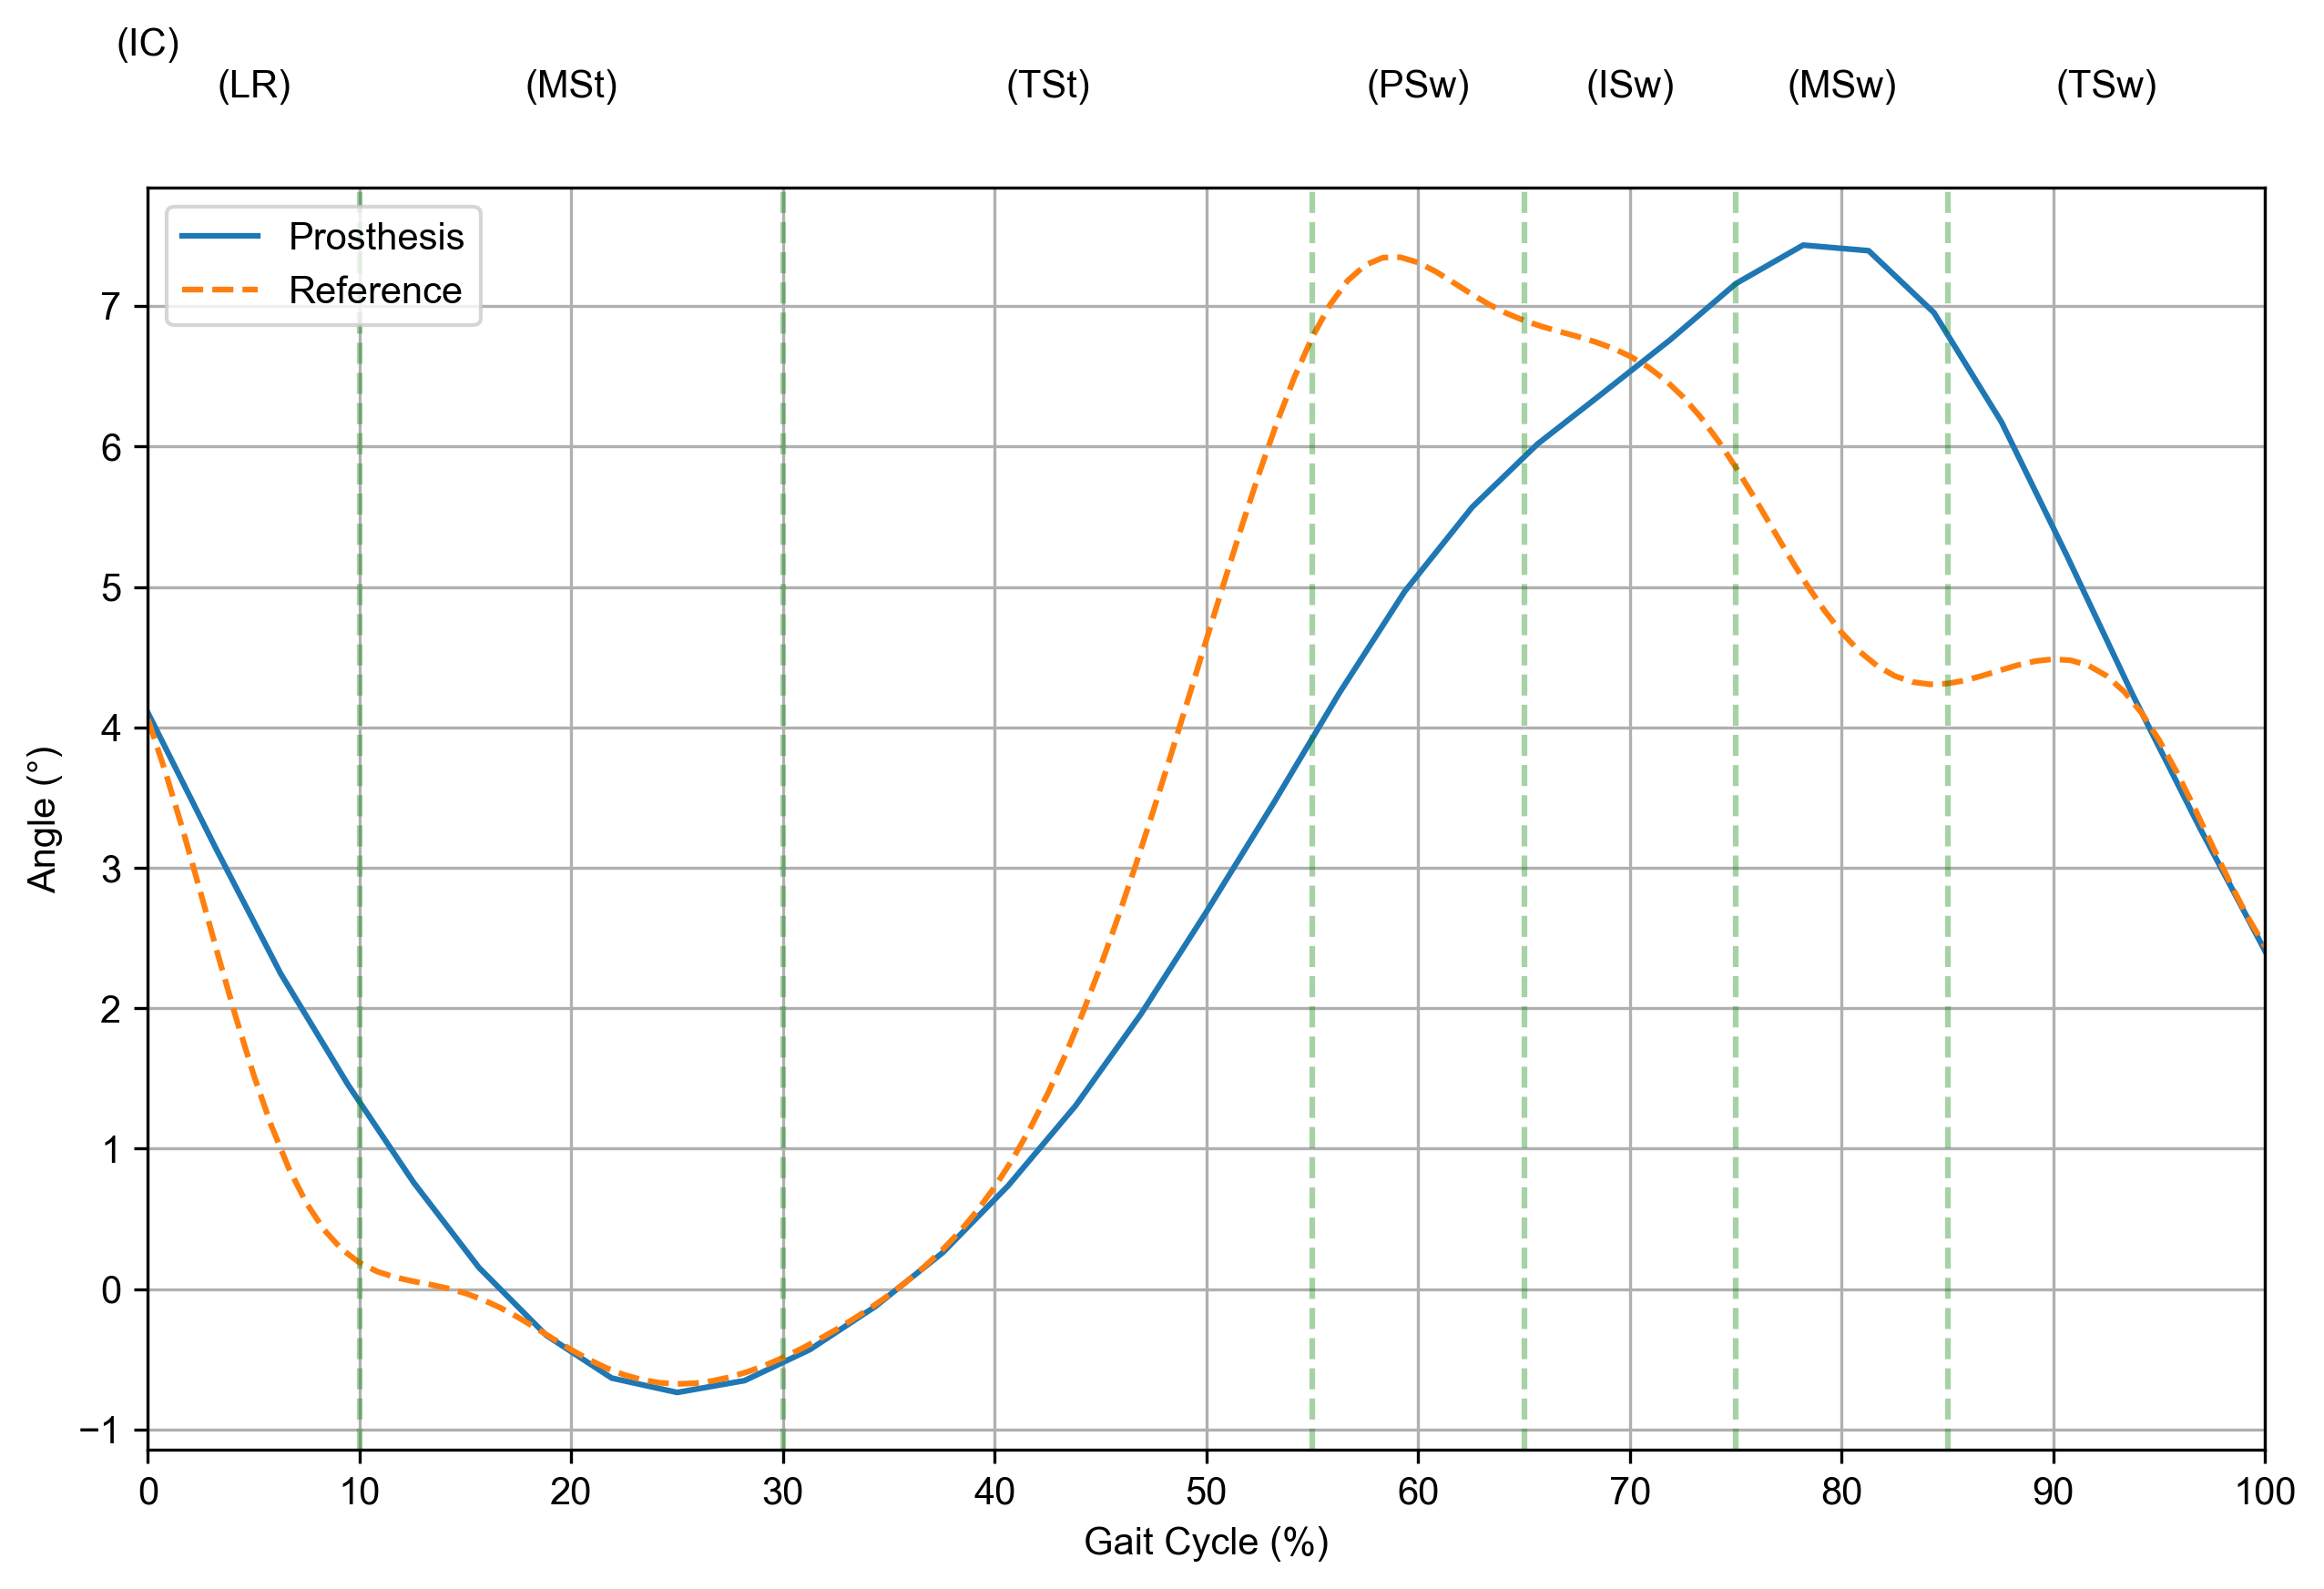 (IC)
(LR) (MSt) (TSt) (PSw) (ISw) (MSw) (TSw)
Prosthesis
Reference
7
6
5
4
3
2
1
0
−1
Angle (°)
0 10 20 30 40 50 60 70 80 90 100
Gait Cycle (%)